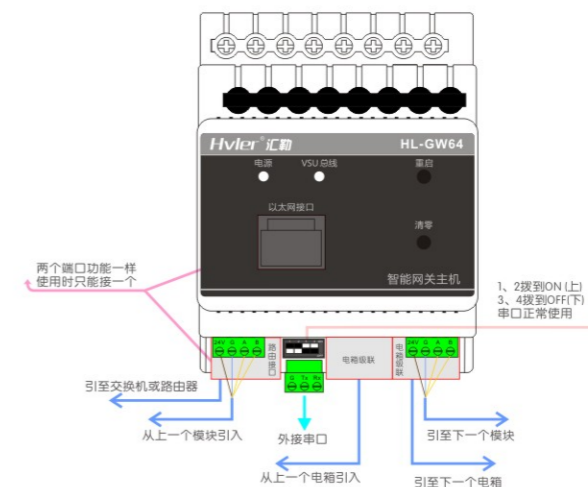 Hvler®汇勒
HL-GW64
电源
VSU 总线
重启
以太网接口
清零
智能网关主机
两个端口功能一样
使用时只能接一个
1、2拨到ON (上)
3、4拨到OFF(下)
串口正常使用
24V G A B
路由接口
G Tx Rx
电箱级联
电箱级联
24V G A B
引至交换机或路由器
从上一个模块引入
外接串口
从上一个电箱引入
引至下一个模块
引至下一个电箱